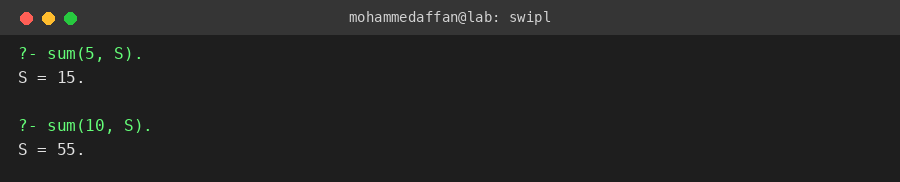 mohammedaffan@lab: swipl
?- sum(5, S).
S = 15.
?- sum(10, S).
S = 55.